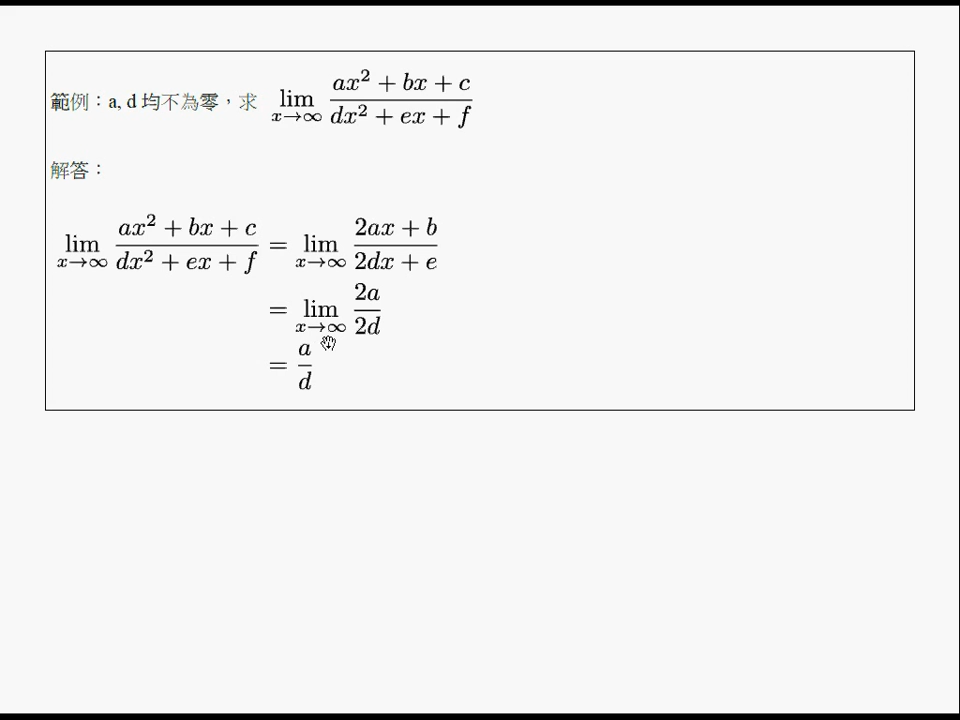 範例：a, d 均不為零，求 \lim_{x \to \infty} \frac{ax^2 + bx + c}{dx^2 + ex + f}
解答：
\lim_{x \to \infty} \frac{ax^2 + bx + c}{dx^2 + ex + f} = \lim_{x \to \infty} \frac{2ax + b}{2dx + e}
= \lim_{x \to \infty} \frac{2a}{2d}
= \frac{a}{d}